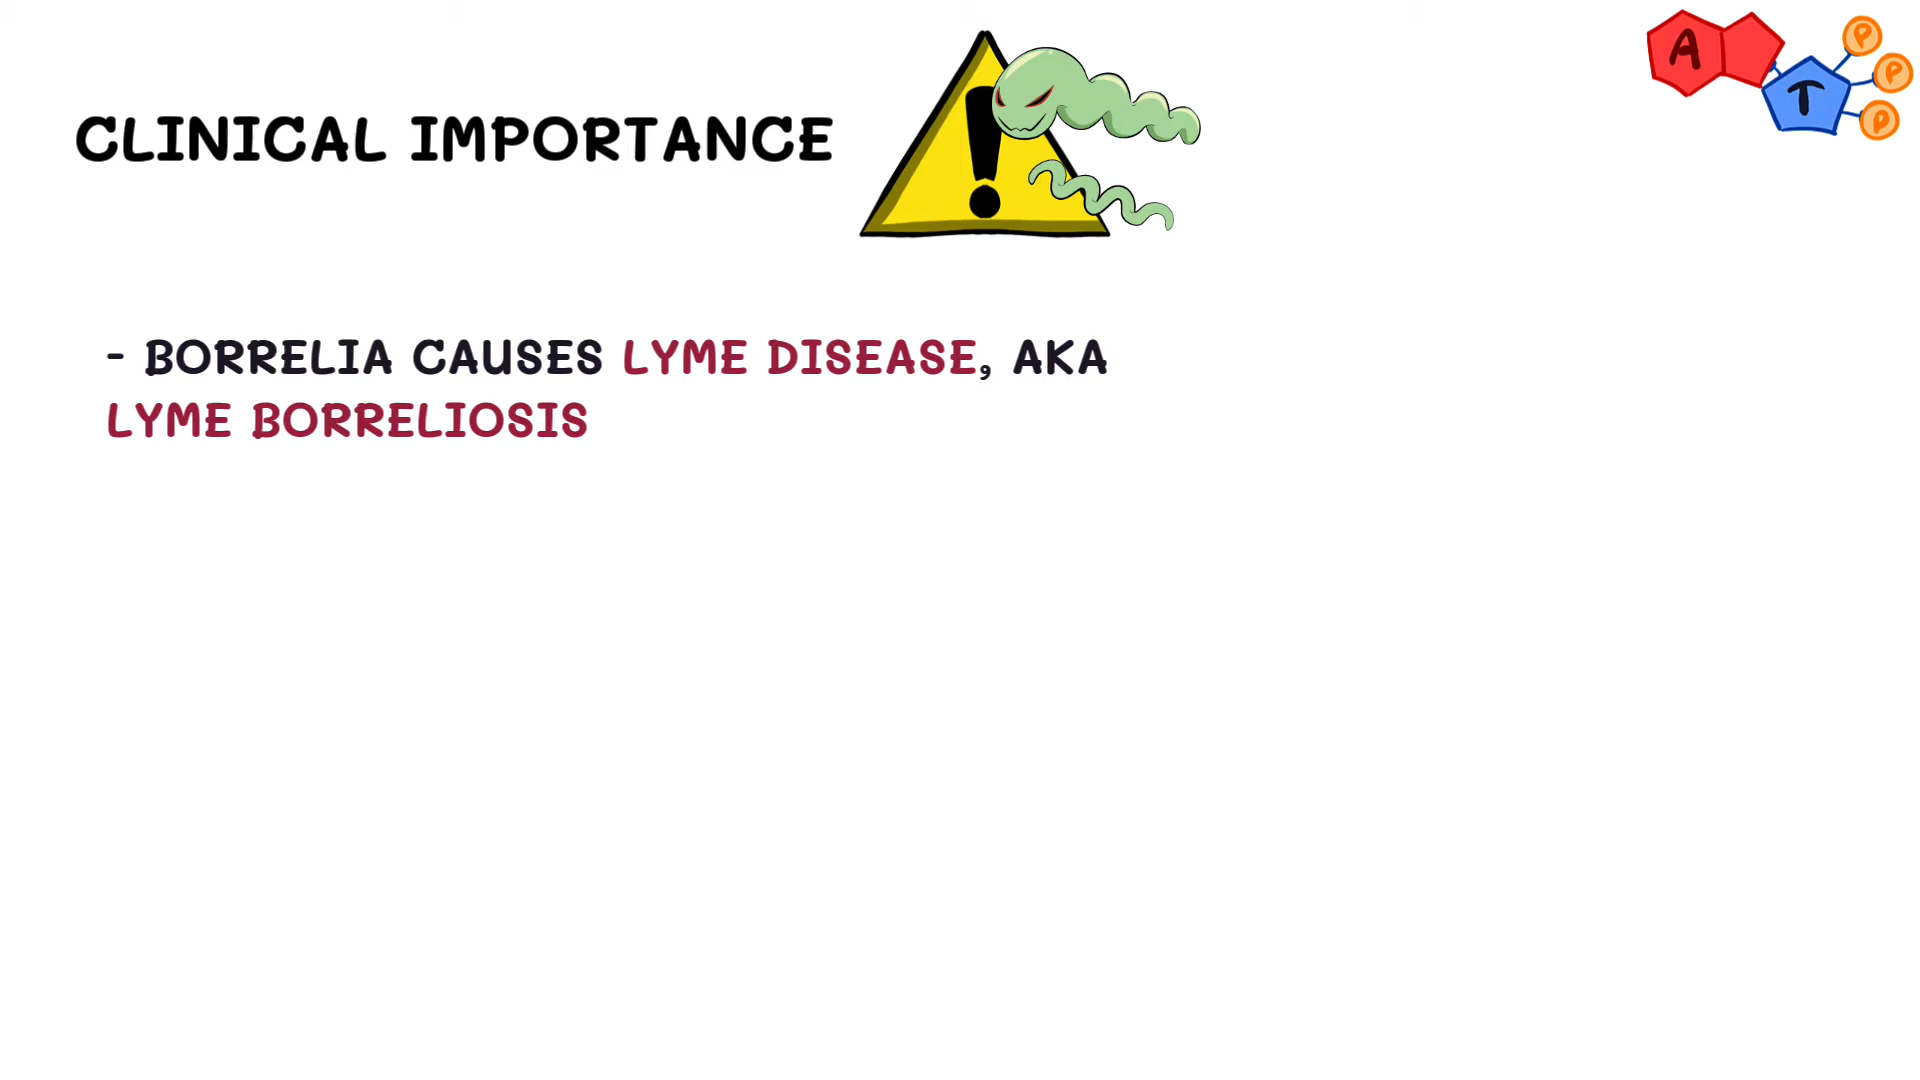 CLINICAL IMPORTANCE
A
T
P
P
P
- BORRELIA CAUSES LYME DISEASE, AKA
LYME BORRELIOSIS